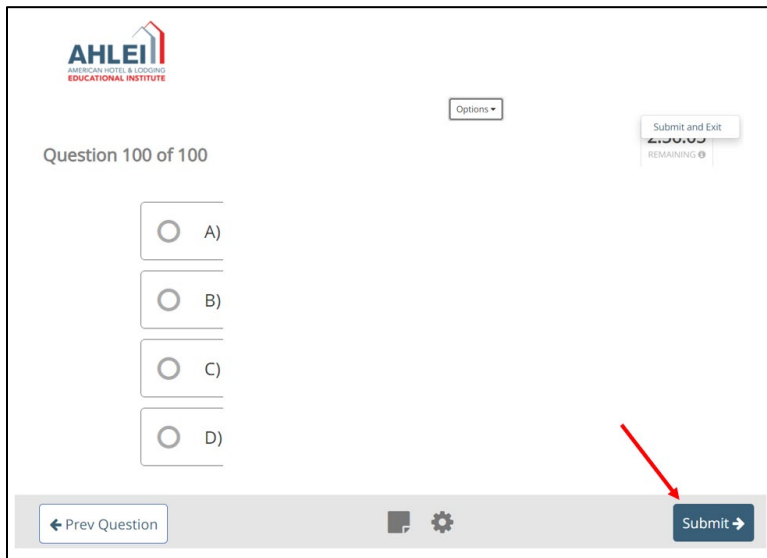 AHLEI
AMERICAN HOTEL & LODGING
EDUCATIONAL INSTITUTE
Options
Submit and Exit
REMAINING
Question 100 of 100
A)
B)
C)
D)
Prev Question
Submit